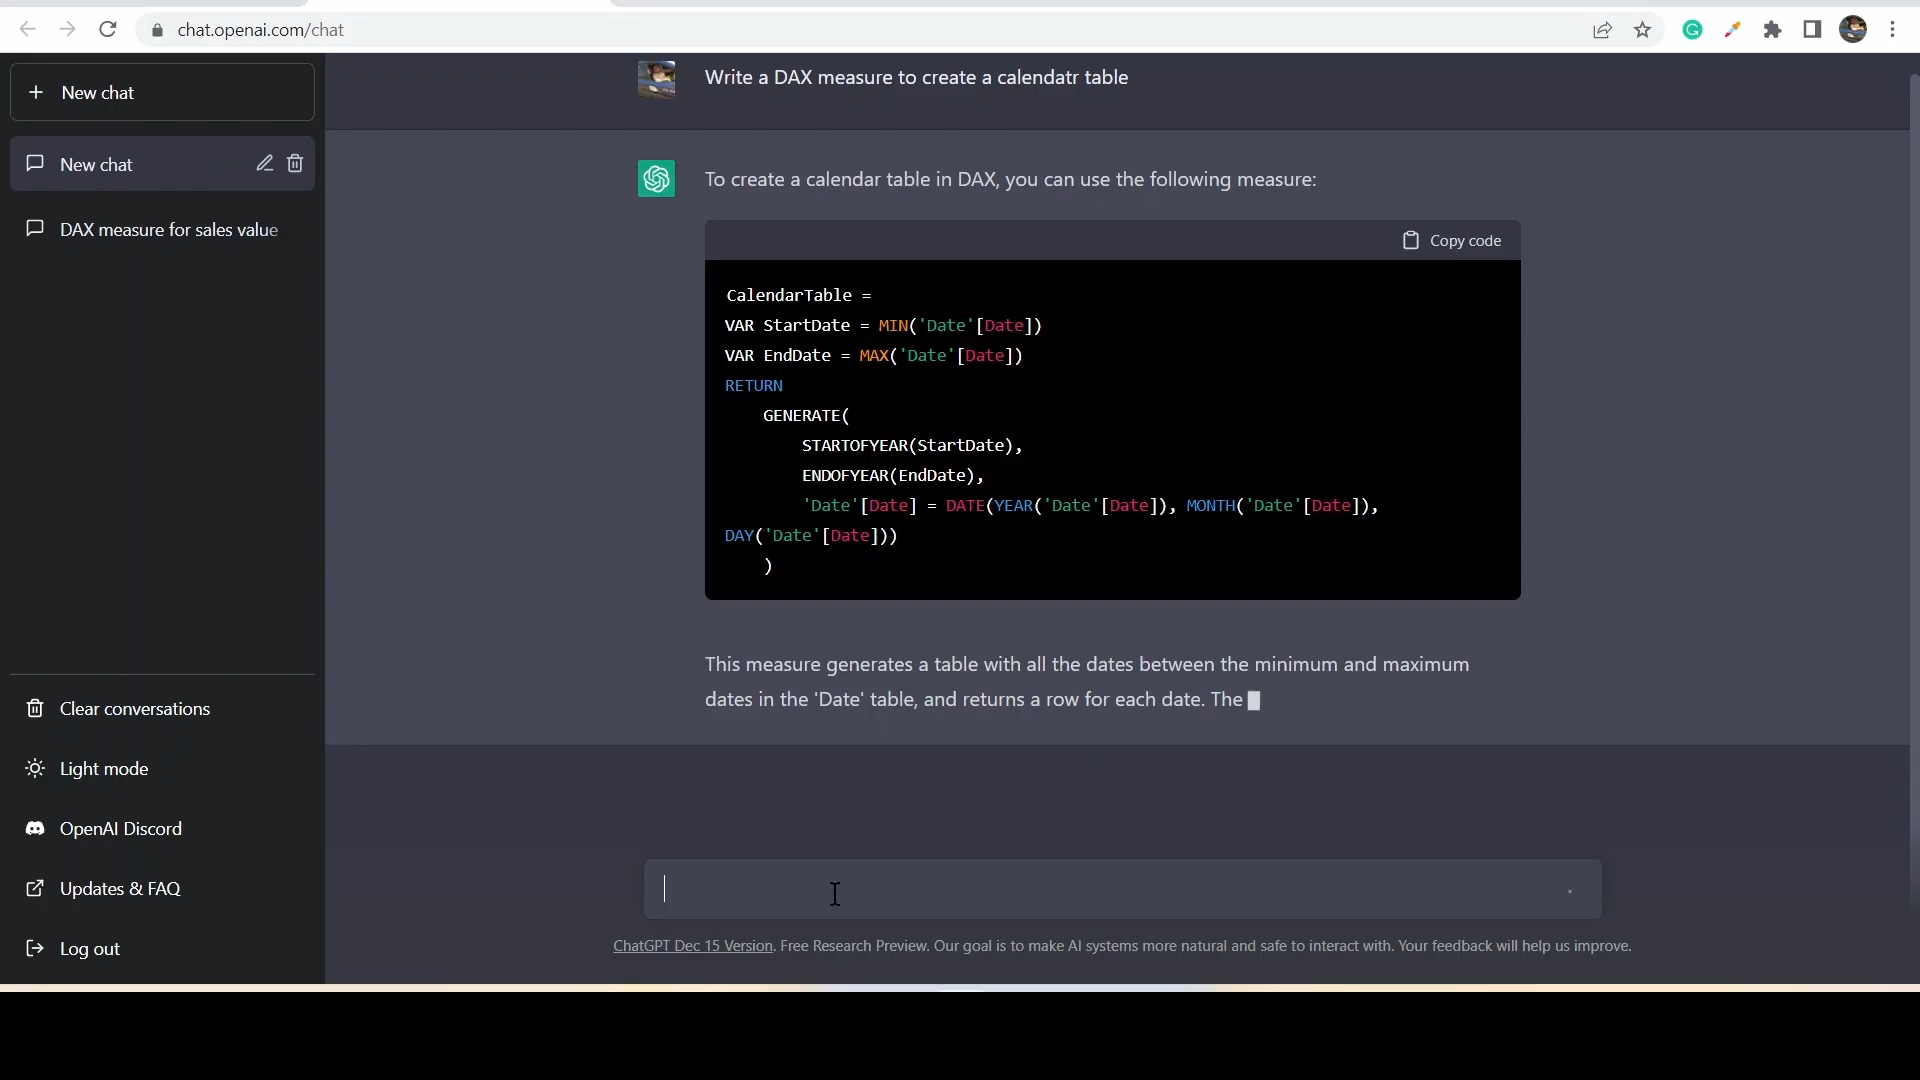 chat.openai.com/chat
New chat
New chat
DAX measure for sales value
Clear conversations
Light mode
OpenAI Discord
Updates & FAQ
Log out
Write a DAX measure to create a calendatr table
To create a calendar table in DAX, you can use the following measure:
Copy code
CalendarTable =
VAR StartDate = MIN('Date'[Date])
VAR EndDate = MAX('Date'[Date])
RETURN
GENERATE(
STARTOFYEAR(StartDate),
ENDOFYEAR(EndDate),
'Date'[Date] = DATE(YEAR('Date'[Date]), MONTH('Date'[Date]),
DAY('Date'[Date]))
)
This measure generates a table with all the dates between the minimum and maximum
dates in the 'Date' table, and returns a row for each date. The
ChatGPT Dec 15 Version. Free Research Preview. Our goal is to make AI systems more natural and safe to interact with. Your feedback will help us improve.